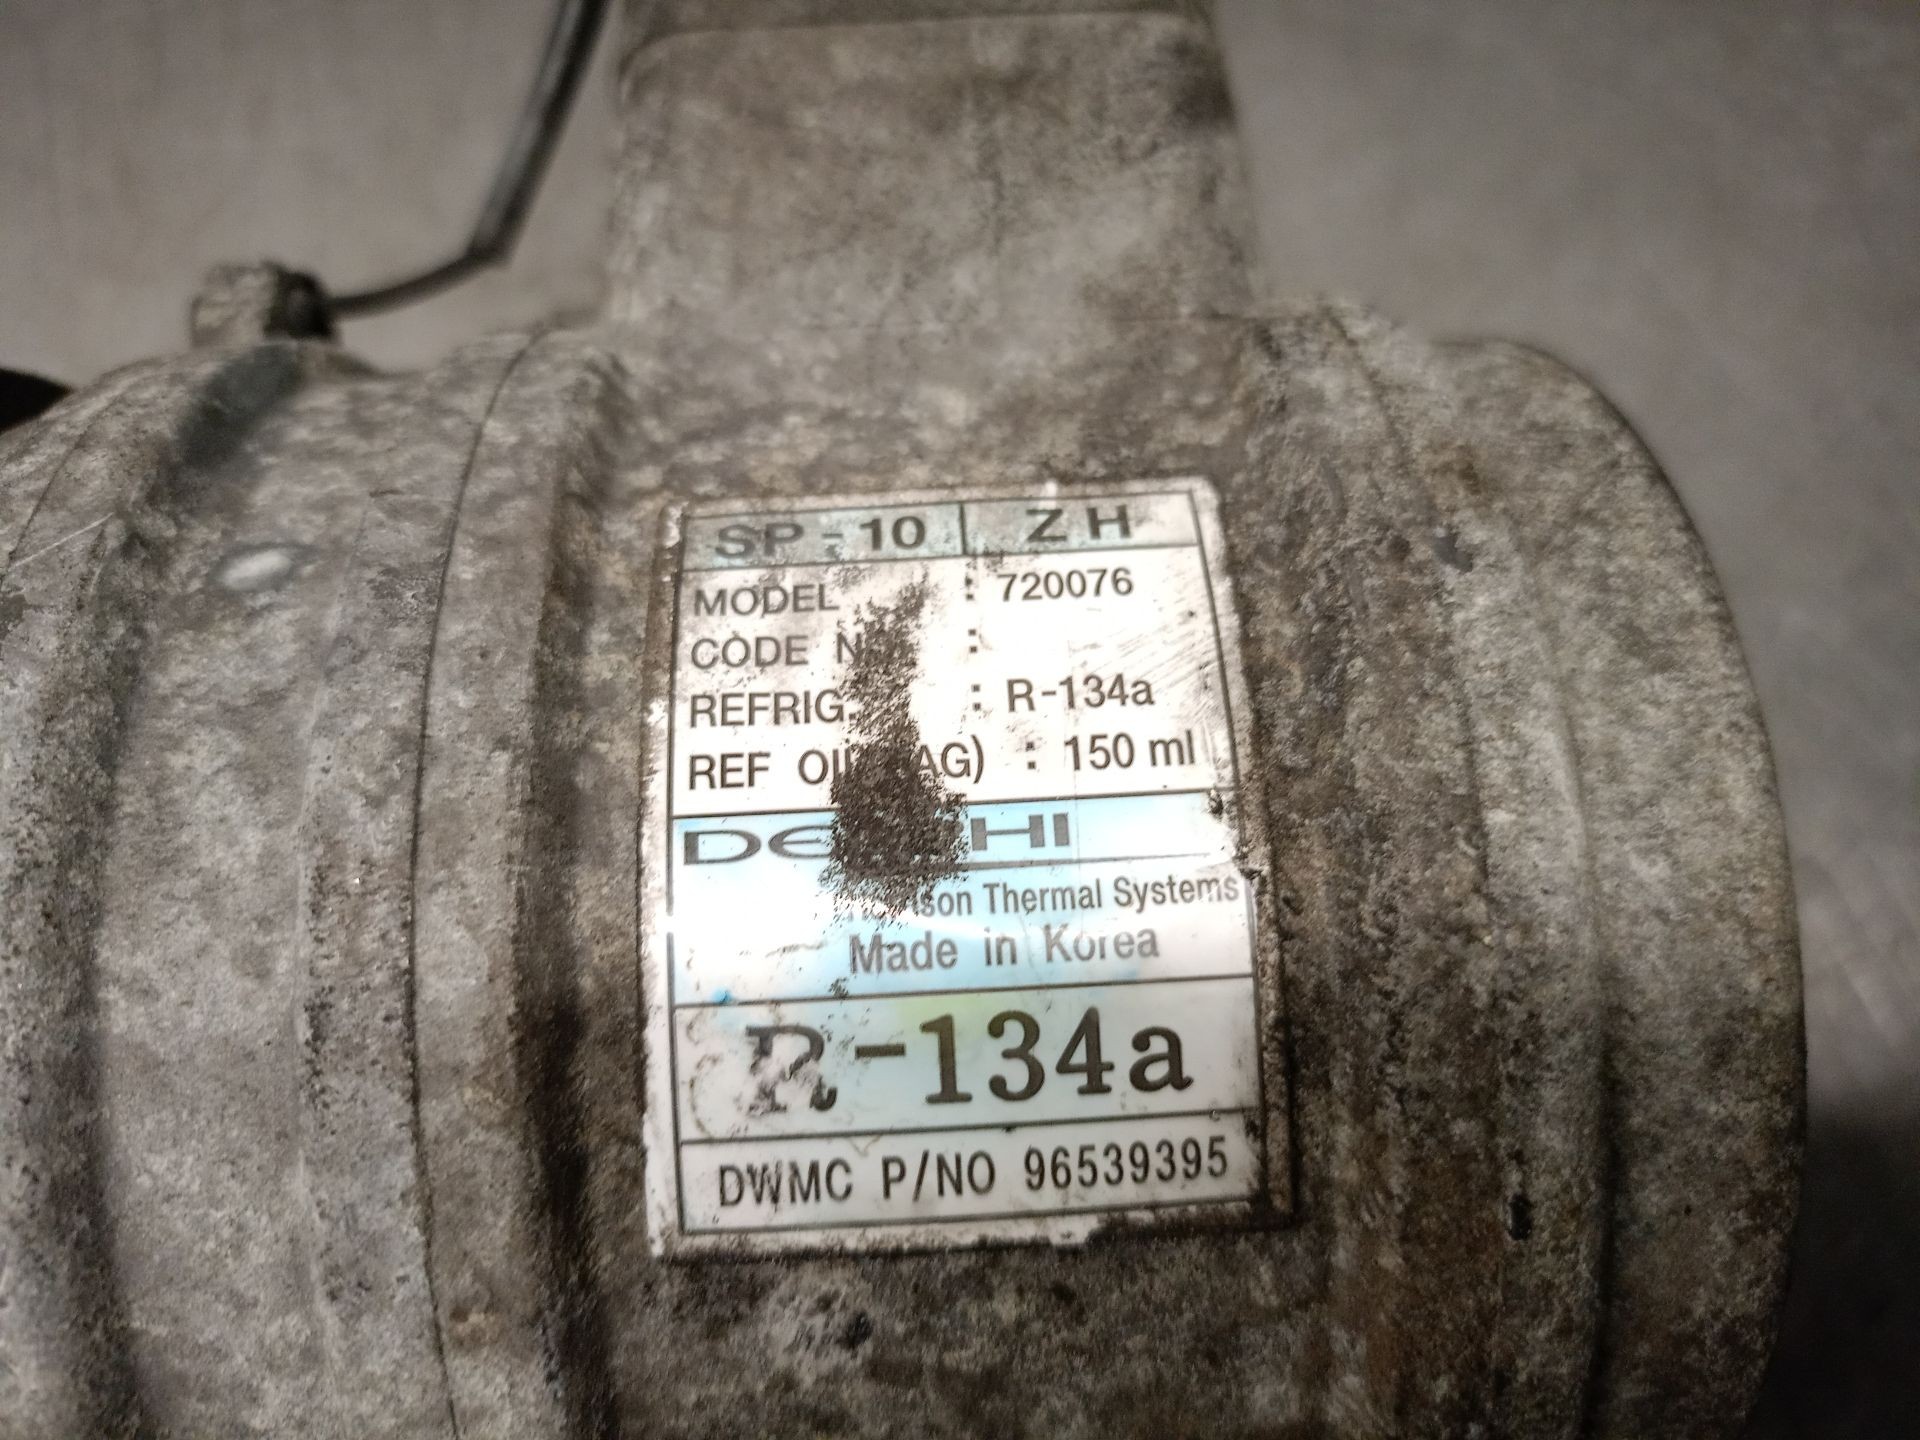 SP-10 ZH
MODEL : 720076
CODE :
REFRIG. : R-134a
REF : 150 ml
Thermal Systems
Made in Korea
R-134a
DWMC P/NO 96539395